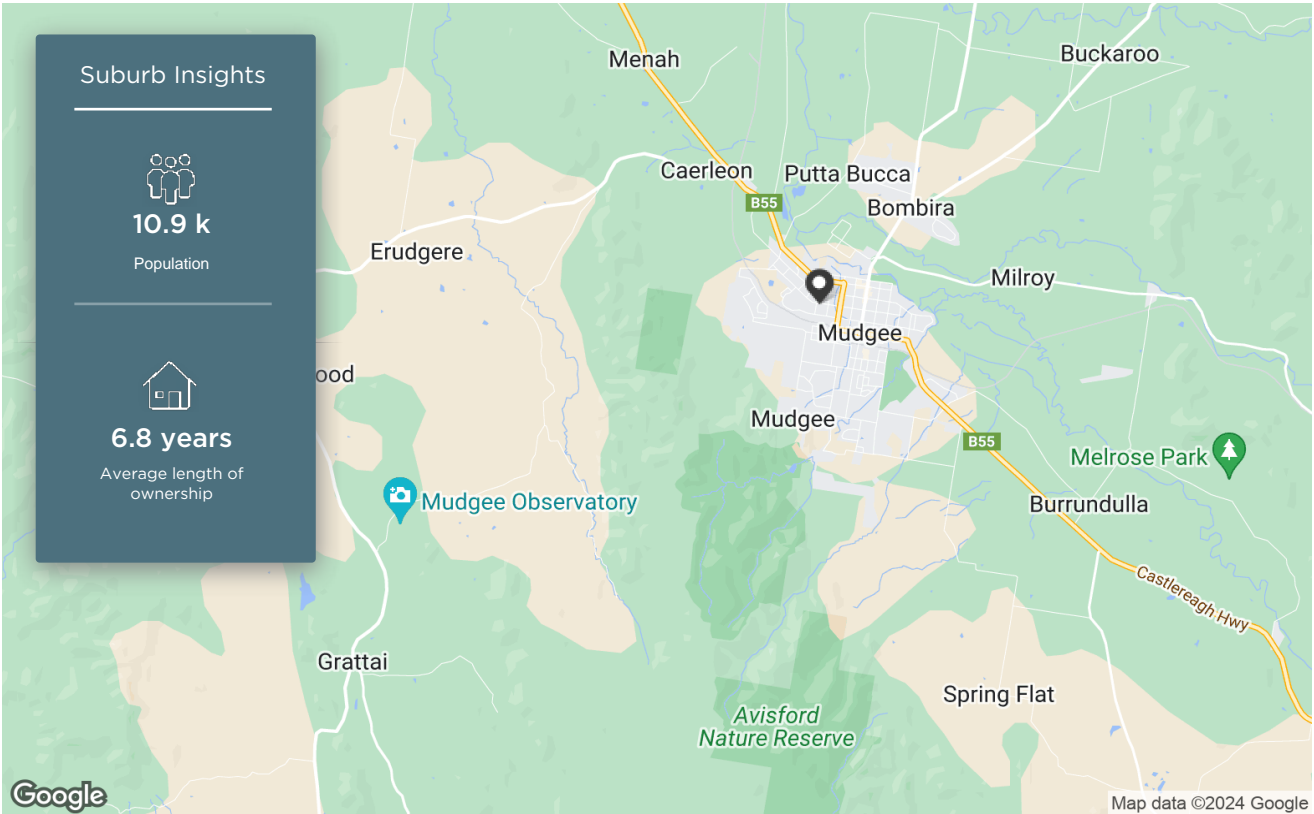 Suburb Insights
10.9 k
Population
6.8 years
Average length of
ownership
Menah
Buckaroo
Caerleon
Putta Bucca
B55
Bombira
Erudgere
Milroy
Mudgee
ood
Mudgee
B55
Melrose Park
Mudgee Observatory
Burrundulla
Castlereagh Hwy
Grattai
Spring Flat
Avisford
Nature Reserve
Google
Map data ©2024 Google